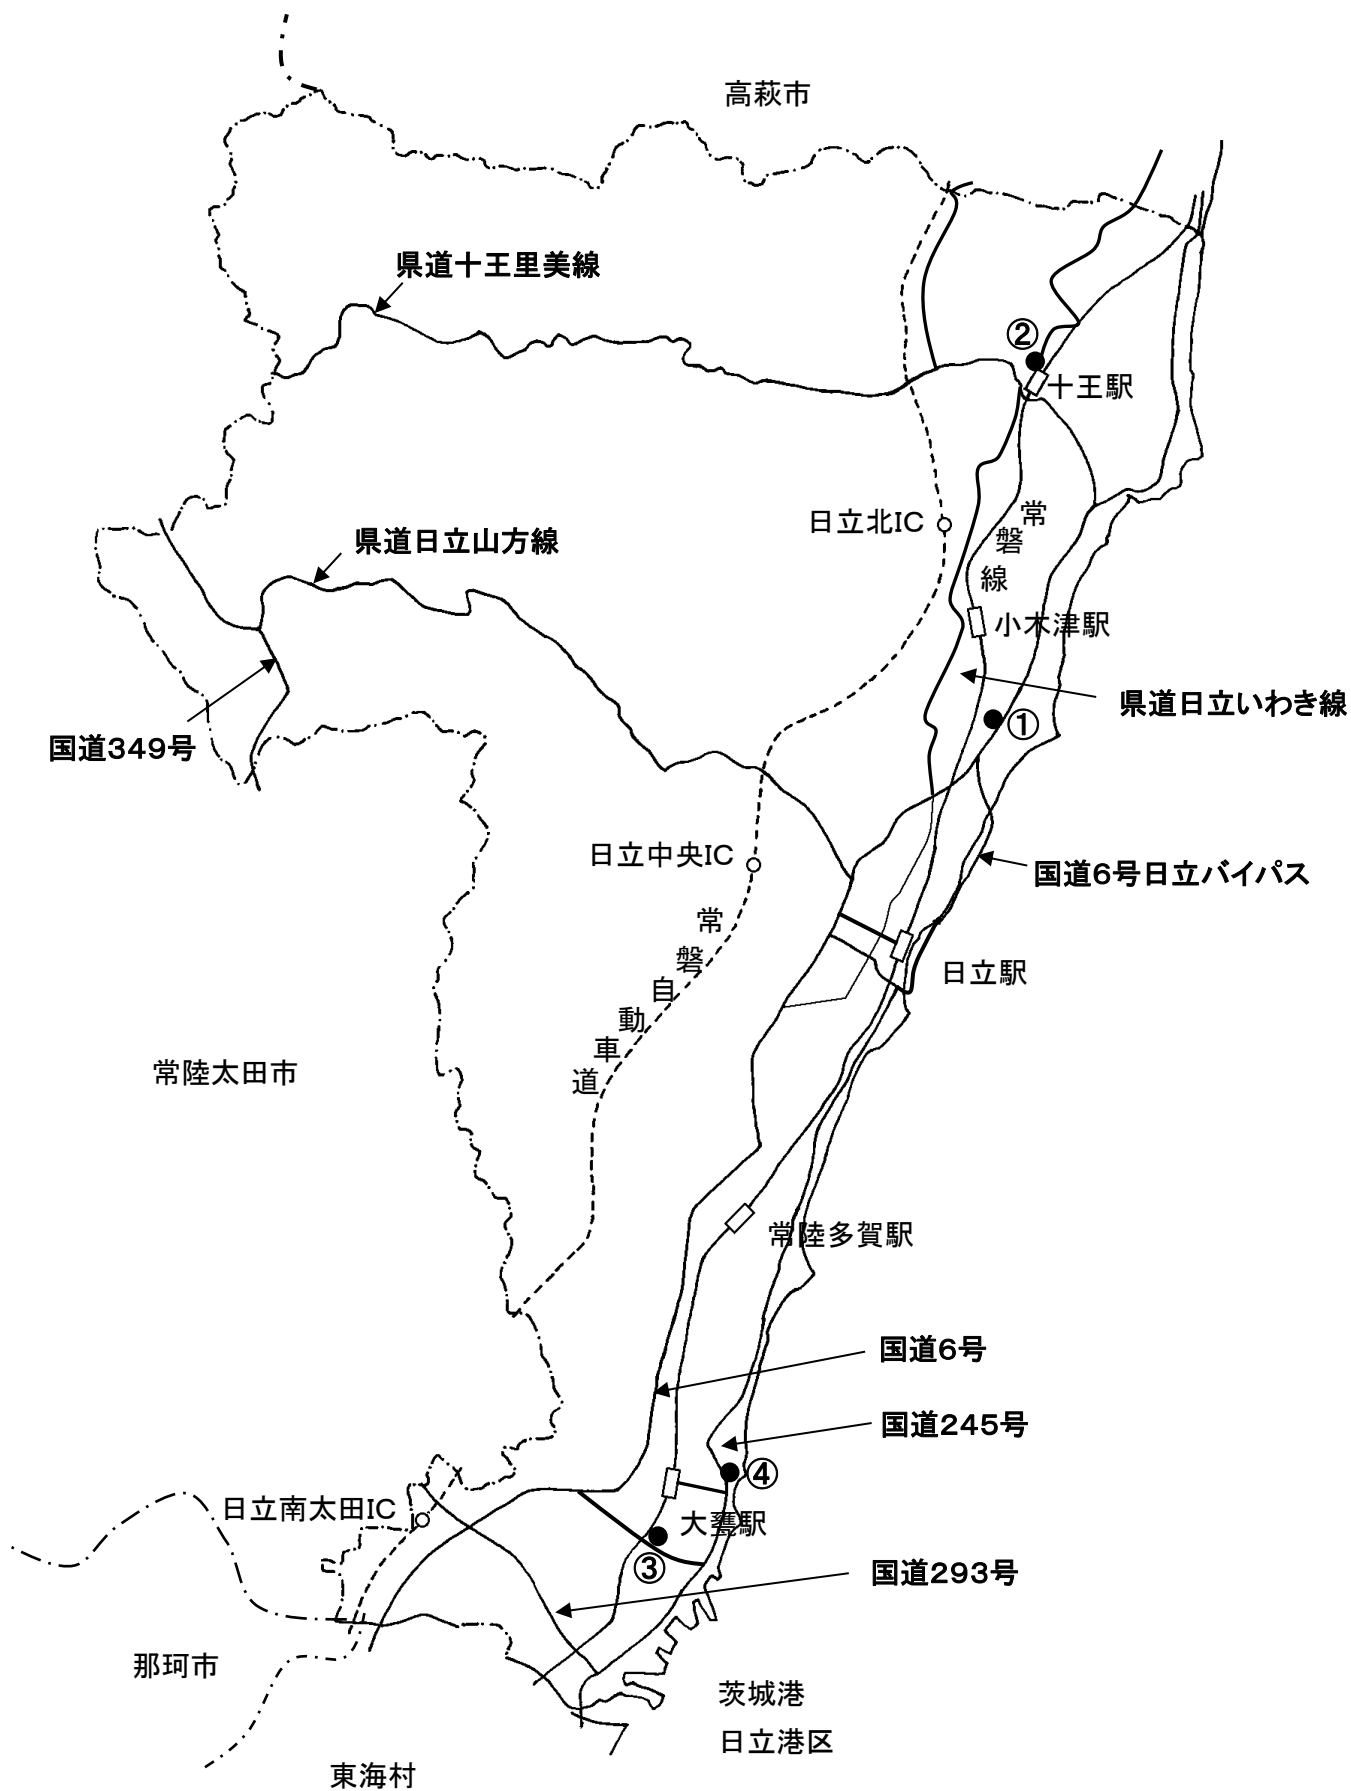 高萩市
県道十王里美線
②
十王駅
日立北IC
常磐線
県道日立山方線
小木津駅
県道日立いわき線
①
国道349号
日立中央IC
国道6号日立バイパス
常磐自動車道
日立駅
常陸太田市
常陸多賀駅
国道6号
国道245号
④
日立南太田IC
大甕駅
③
国道293号
那珂市
茨城港
日立港区
東海村